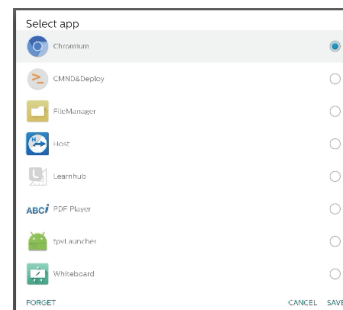 Select app
Chromium
CMND&Deploy
FileManager
Host
Learnhub
ABCi PDF Player
tpvLauncher
Whiteboard
FORGET CANCEL SAVE